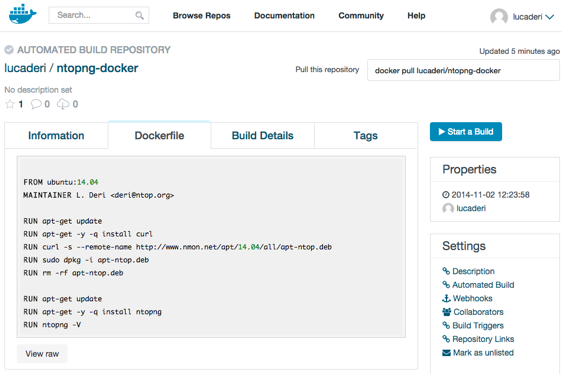 Search...
Browse Repos
Documentation
Community
Help
lucaderi
AUTOMATED BUILD REPOSITORY
Updated 5 minutes ago
lucaderi / ntopng-docker
Pull this repository
docker pull lucaderi/ntopng-docker
No description set
1 0 0
Information
Dockerfile
Build Details
Tags
Start a Build
FROM ubuntu:14.04
MAINTAINER L. Deri <deri@ntop.org>
RUN apt-get update
RUN apt-get -y -q install curl
RUN curl -s --remote-name http://www.nmon.net/apt/14.04/all/apt-ntop.deb
RUN sudo dpkg -i apt-ntop.deb
RUN rm -rf apt-ntop.deb
RUN apt-get update
RUN apt-get -y -q install ntopng
RUN ntopng -V
View raw
Properties
2014-11-02 12:23:58
lucaderi
Settings
Description
Automated Build
Webhooks
Collaborators
Build Triggers
Repository Links
Mark as unlisted